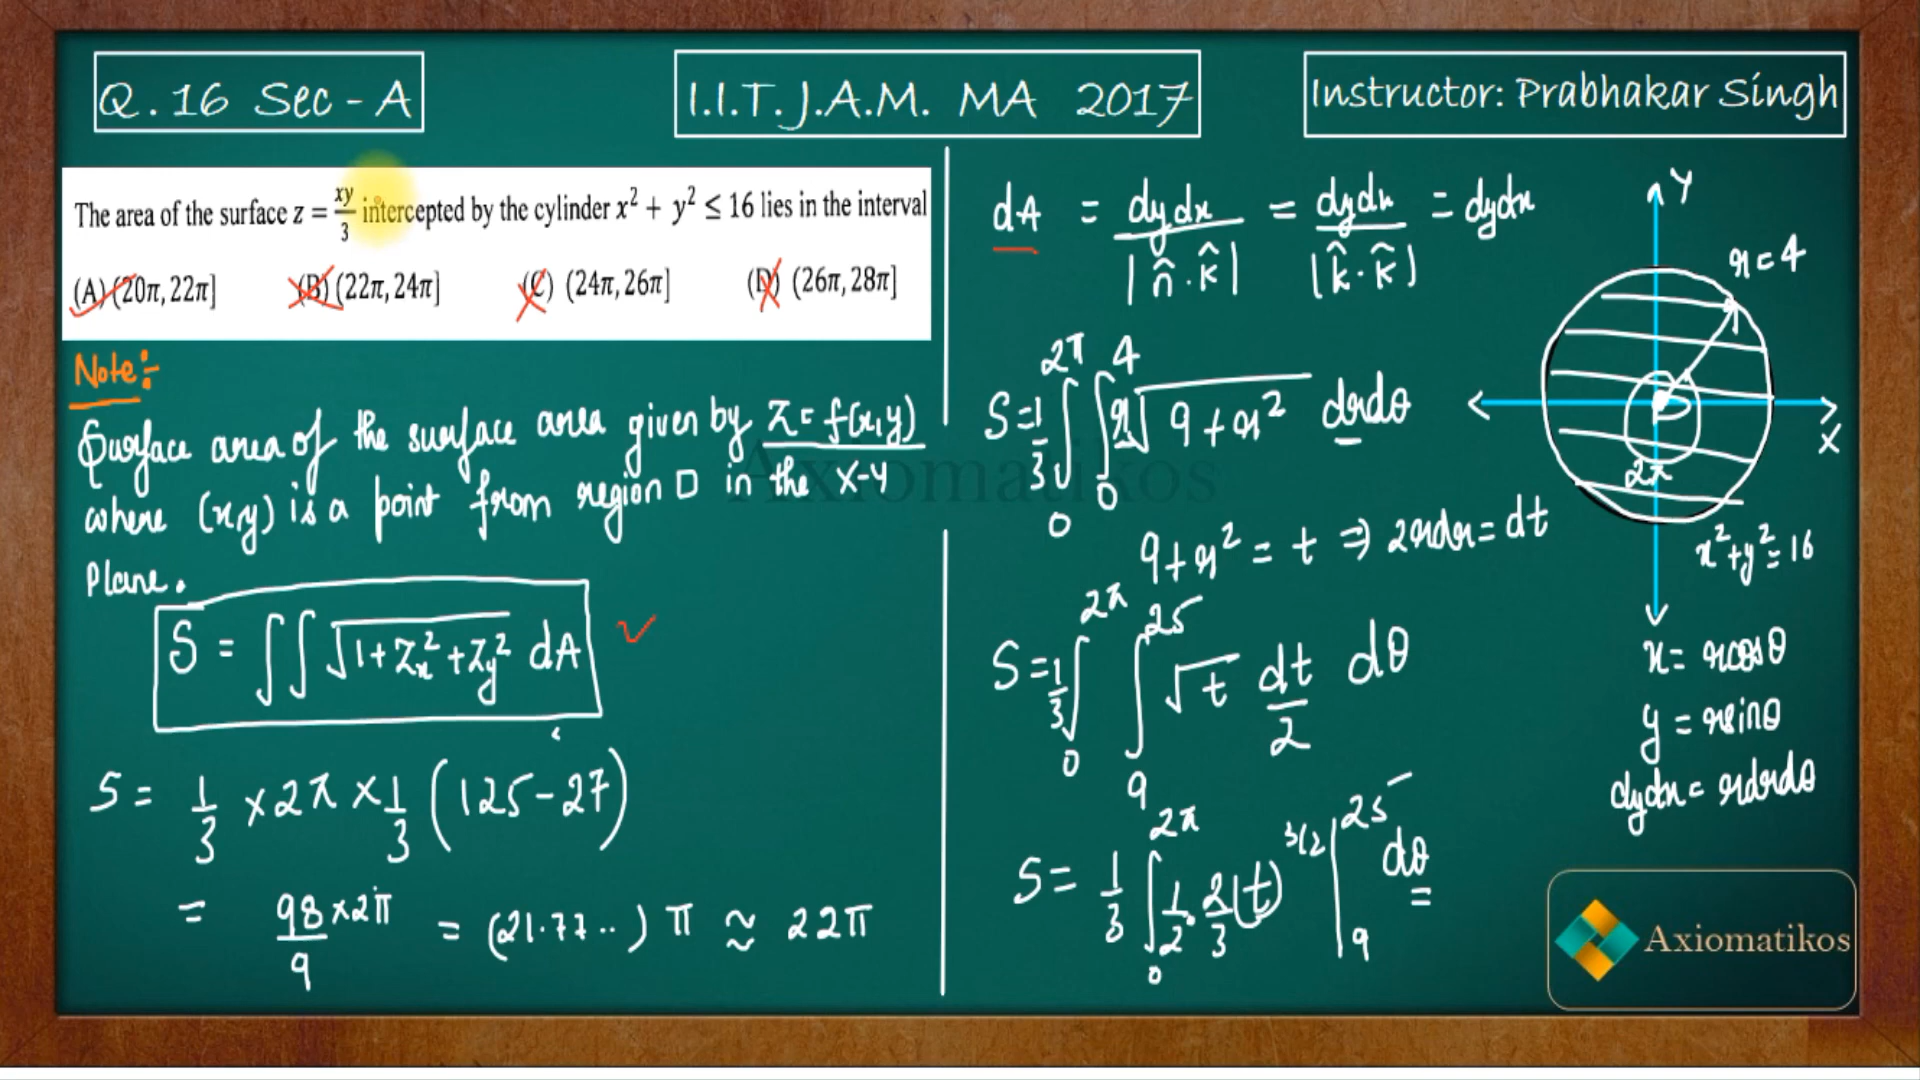 Q.16 Sec-A
I.I.T.J.A.M. MA 2017
Instructor: Prabhakar Singh
The area of the surface z = xy/3 intercepted by the cylinder x² + y² ≤ 16 lies in the interval
(A) (20π, 22π] (B) (22π, 24π] (C) (24π, 26π] (D) (26π, 28π]
Note:-
Surface area of the surface area given by z = f(x,y)
where (x,y) is a point from region D in the X-Y
Plane.
S = ∫∫ √(1+Zx²+Zy²) dA
S = 1/3 × 2π × 1/3 (125-27)
= 98/9 ×2π = (21.77..) π ≈ 22π
dA = dydx/|n̂·k̂| = dydx/|k̂·k̂| = dydx
S = 1/3 ∫₀^2π ∫₀^4 r√(9+r²) drdθ
9+r² = t ⇒ 2rdr = dt
S = 1/3 ∫₀^2π ∫₉^25 √t dt/2 dθ
S = 1/3 ∫₀^2π 1/2 · 2/3 (t)^3/2 |₉^25 dθ =
Y
r = 4
X
2π
x²+y² = 16
x = rcosθ
y = rsinθ
dydx = rdrdθ
Axiomatikos
Axiomatikos